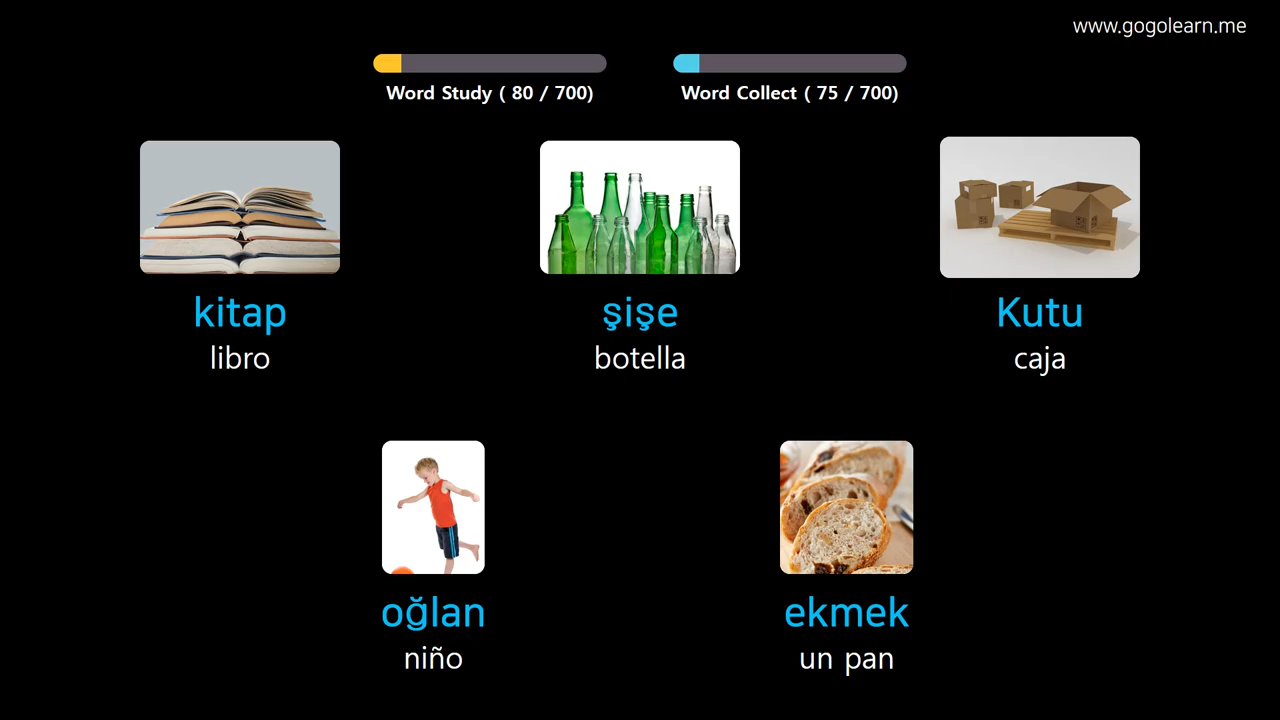 www.gogolearn.me
Word Study ( 80 / 700)
Word Collect ( 75 / 700)
kitap
libro
şişe
botella
Kutu
caja
oğlan
niño
ekmek
un pan